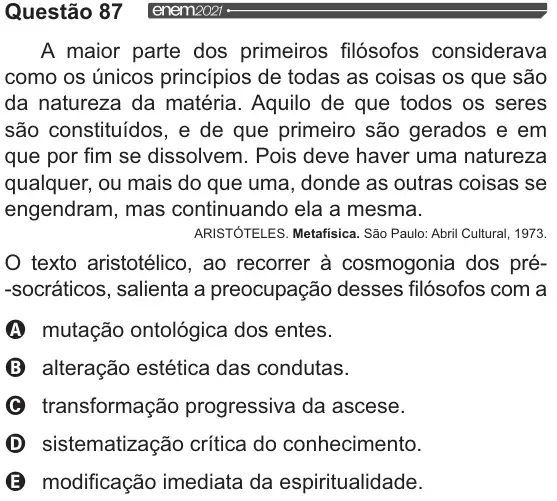 Questão 87 enem2021
A maior parte dos primeiros filósofos considerava
como os únicos princípios de todas as coisas os que são
da natureza da matéria. Aquilo de que todos os seres
são constituídos, e de que primeiro são gerados e em
que por fim se dissolvem. Pois deve haver uma natureza
qualquer, ou mais do que uma, donde as outras coisas se
engendram, mas continuando ela a mesma.
ARISTÓTELES. Metafísica. São Paulo: Abril Cultural, 1973.
O texto aristotélico, ao recorrer à cosmogonia dos pré-
-socráticos, salienta a preocupação desses filósofos com a
A mutação ontológica dos entes.
B alteração estética das condutas.
C transformação progressiva da ascese.
D sistematização crítica do conhecimento.
E modificação imediata da espiritualidade.